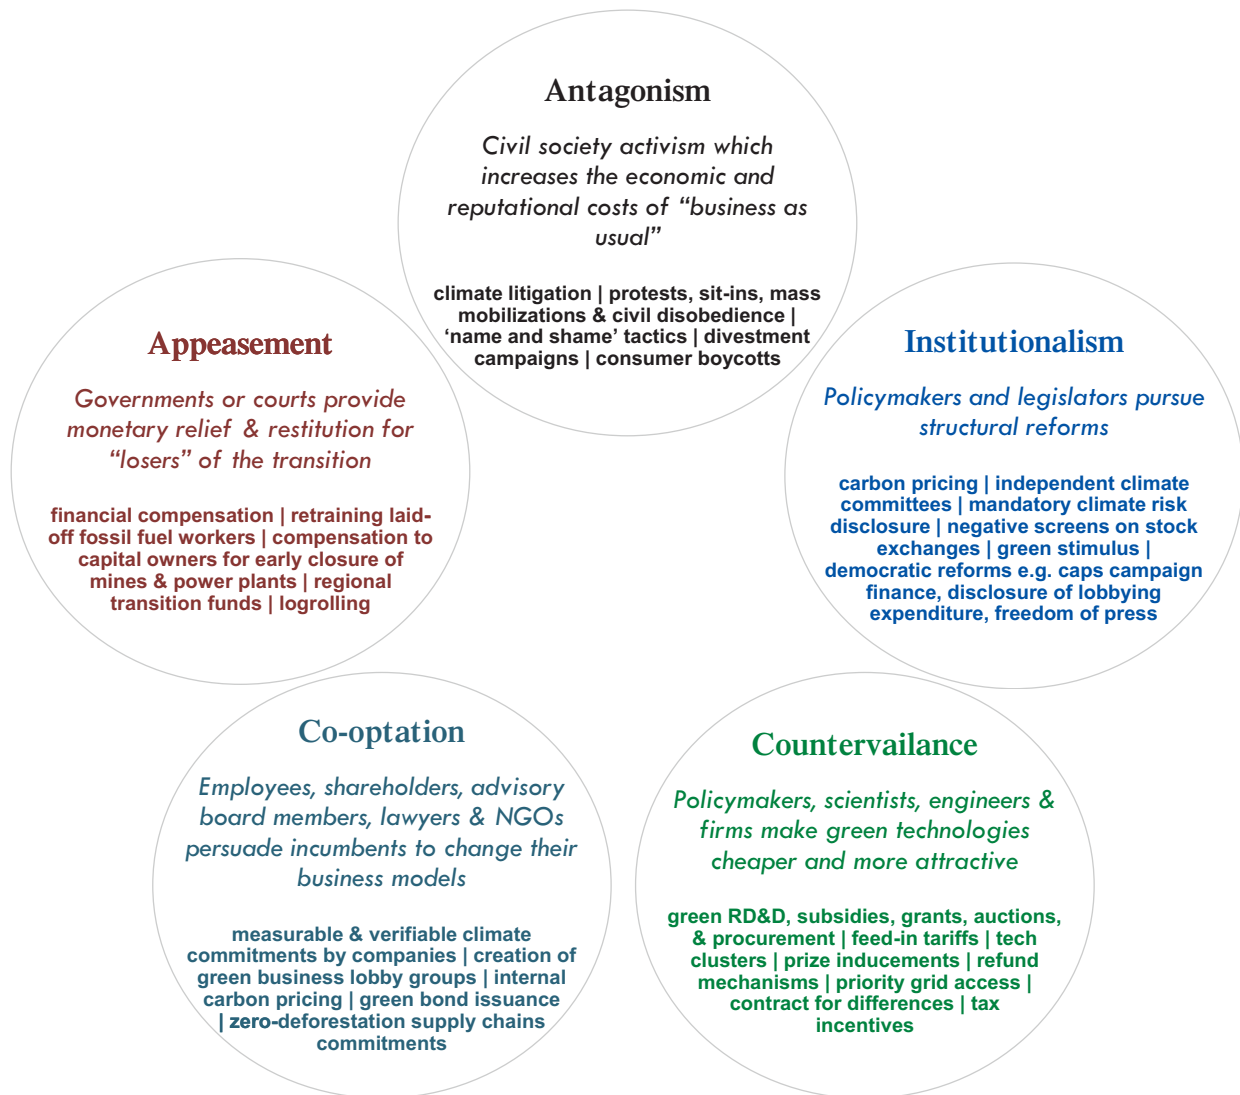 Antagonism
Civil society activism which
increases the economic and
reputational costs of “business as
usual”
climate litigation | protests, sit-ins, mass
mobilizations & civil disobedience |
‘name and shame’ tactics | divestment
campaigns | consumer boycotts
Appeasement
Governments or courts provide
monetary relief & restitution for
“losers” of the transition
financial compensation | retraining laid-
off fossil fuel workers | compensation to
capital owners for early closure of
mines & power plants | regional
transition funds | logrolling
Institutionalism
Policymakers and legislators pursue
structural reforms
carbon pricing | independent climate
committees | mandatory climate risk
disclosure | negative screens on stock
exchanges | green stimulus |
democratic reforms e.g. caps campaign
finance, disclosure of lobbying
expenditure, freedom of press
Co-optation
Employees, shareholders, advisory
board members, lawyers & NGOs
persuade incumbents to change their
business models
measurable & verifiable climate
commitments by companies | creation of
green business lobby groups | internal
carbon pricing | green bond issuance
| zero-deforestation supply chains
commitments
Countervailance
Policymakers, scientists, engineers &
firms make green technologies
cheaper and more attractive
green RD&D, subsidies, grants, auctions,
& procurement | feed-in tariffs | tech
clusters | prize inducements | refund
mechanisms | priority grid access |
contract for differences | tax
incentives